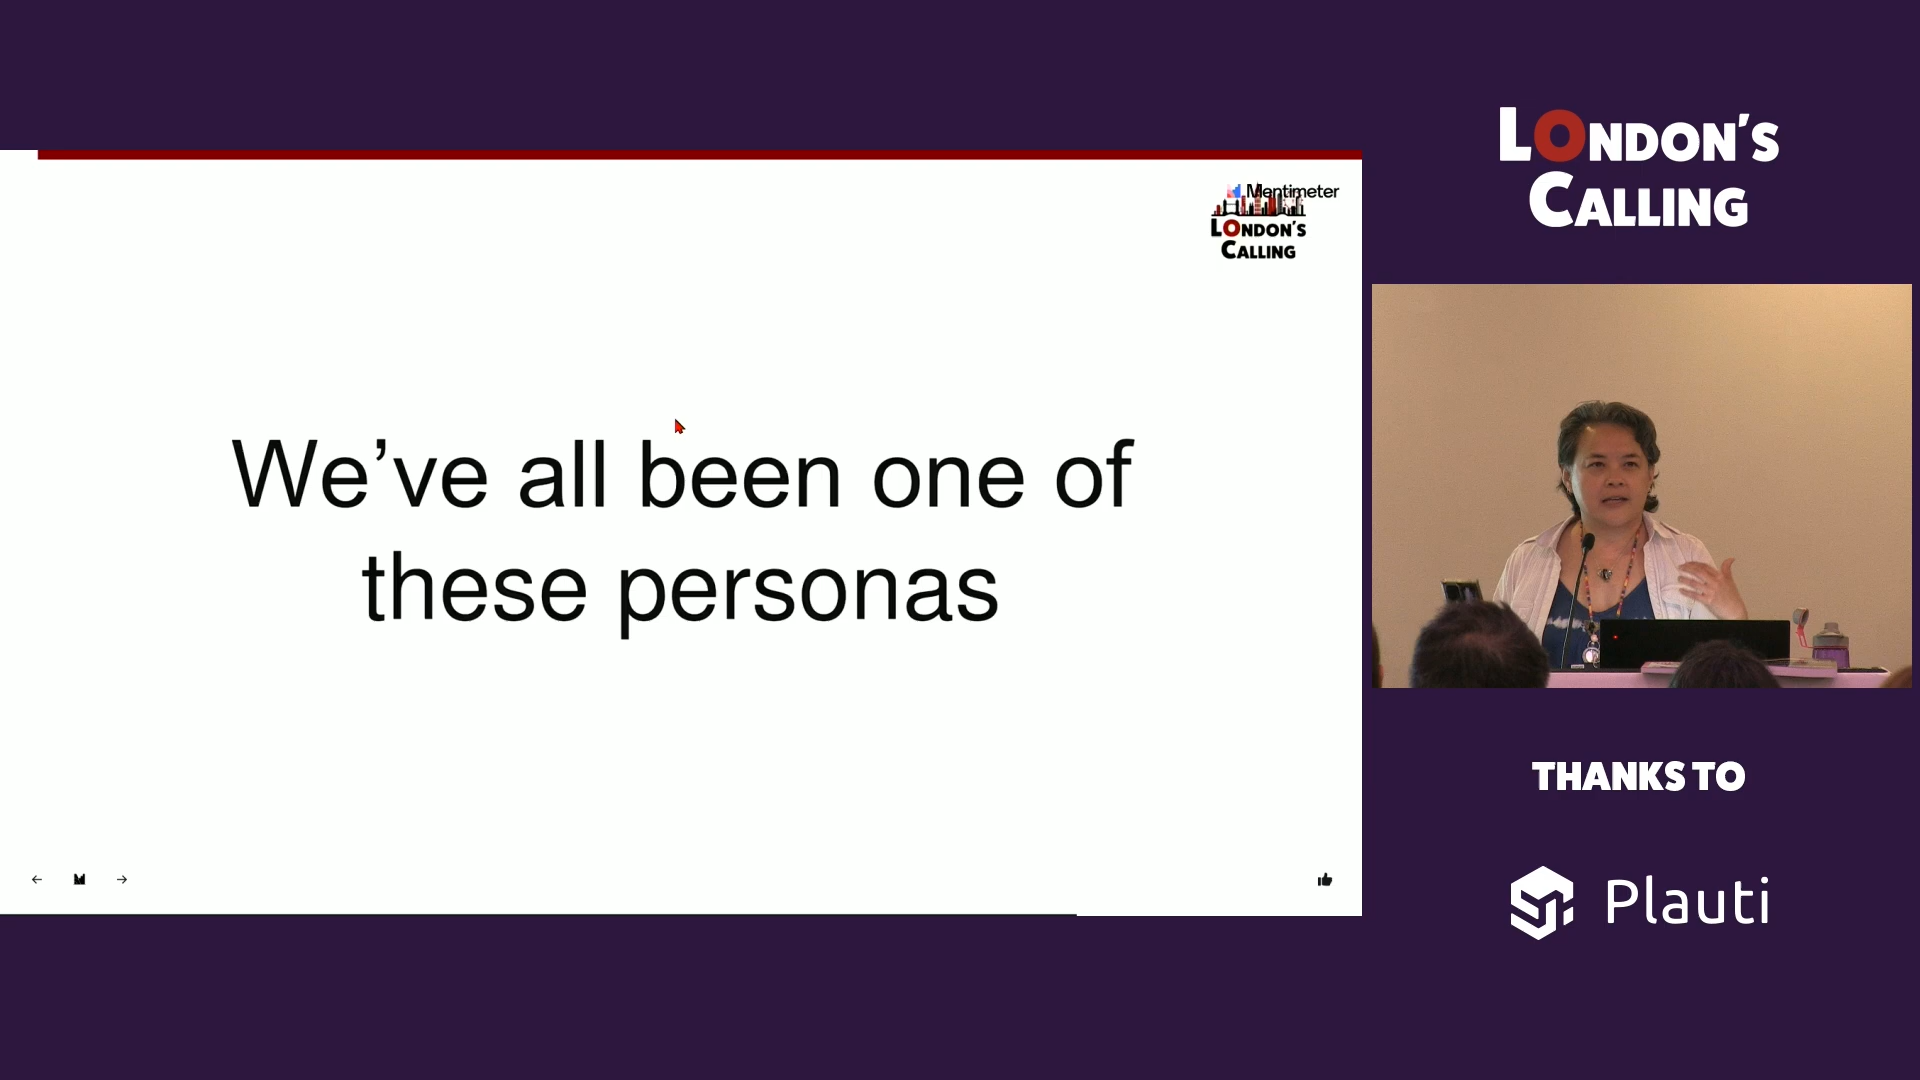 Mentimeter
LONDON'S
CALLING
We've all been one of
these personas
LONDON'S
CALLING
THANKS TO
Plauti